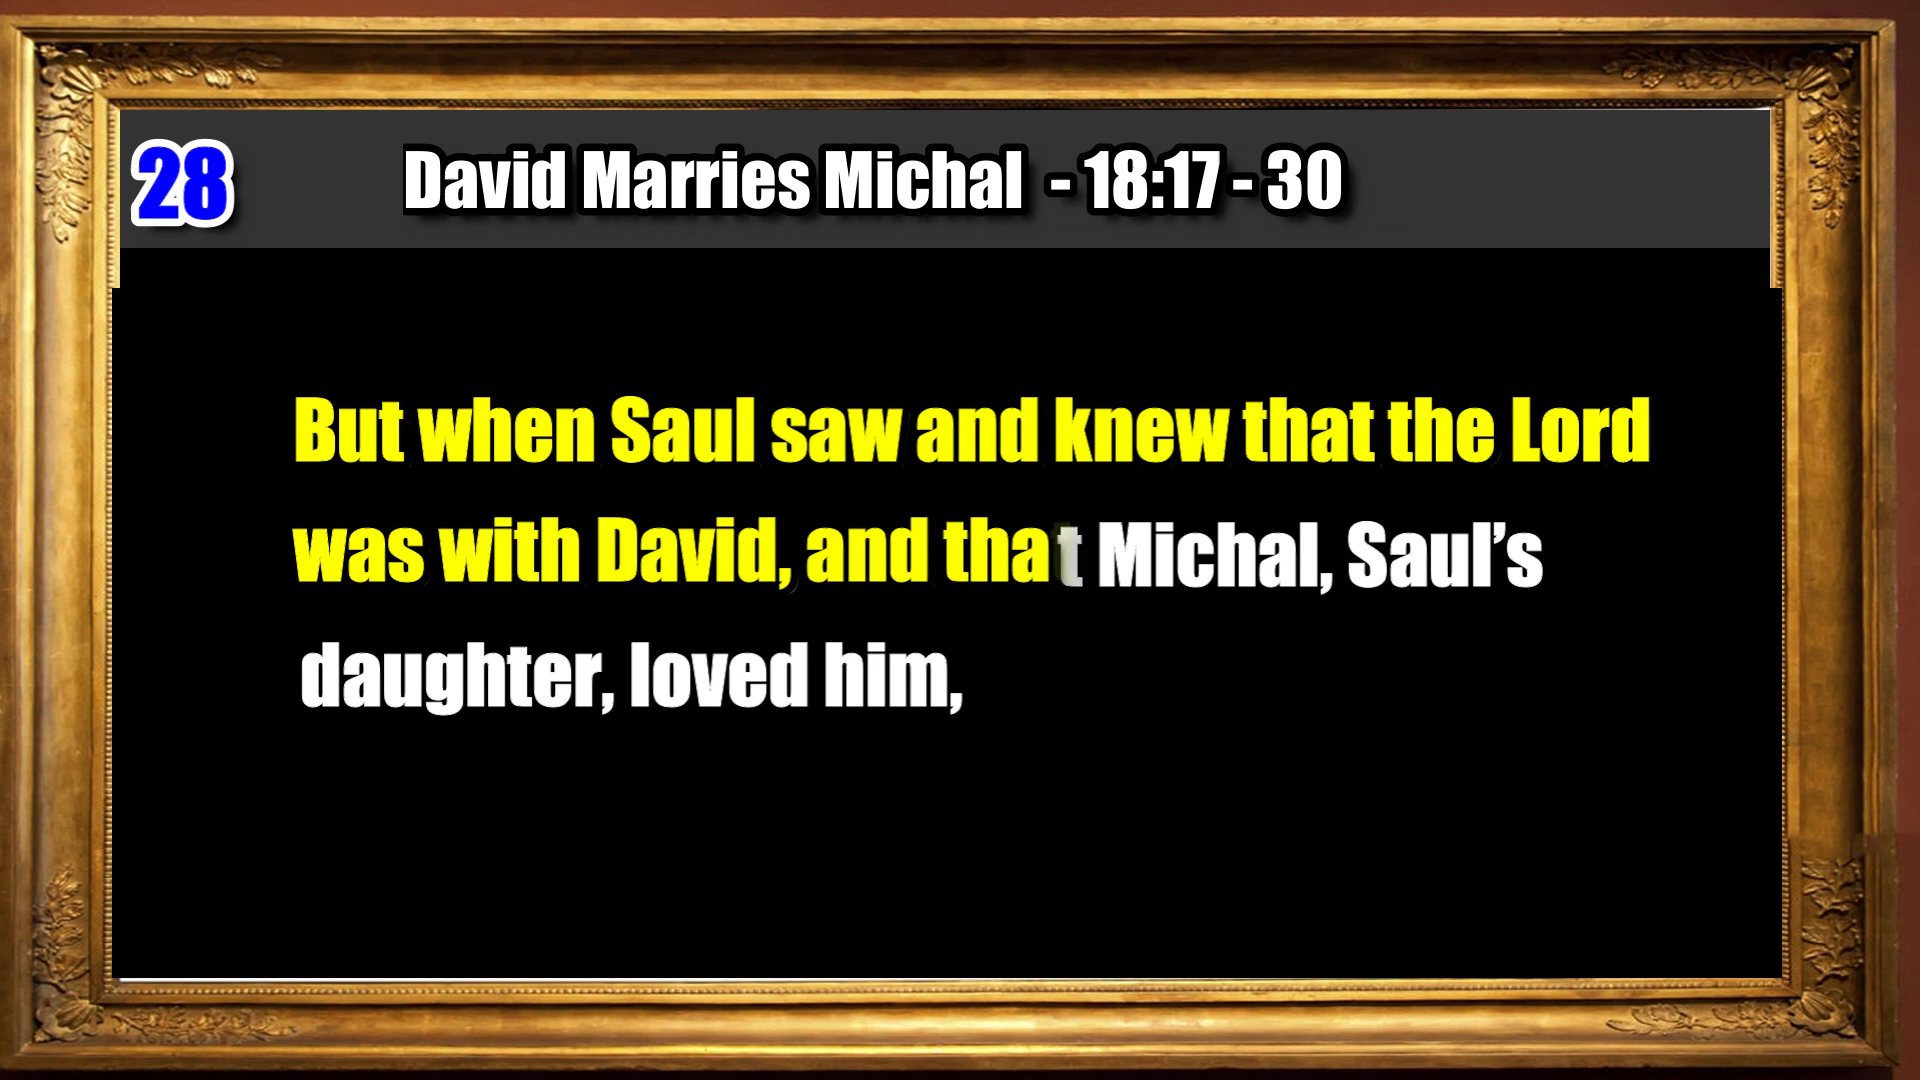 28 David Marries Michal - 18:17 - 30
But when Saul saw and knew that the Lord
was with David, and that Michal, Saul’s
daughter, loved him,